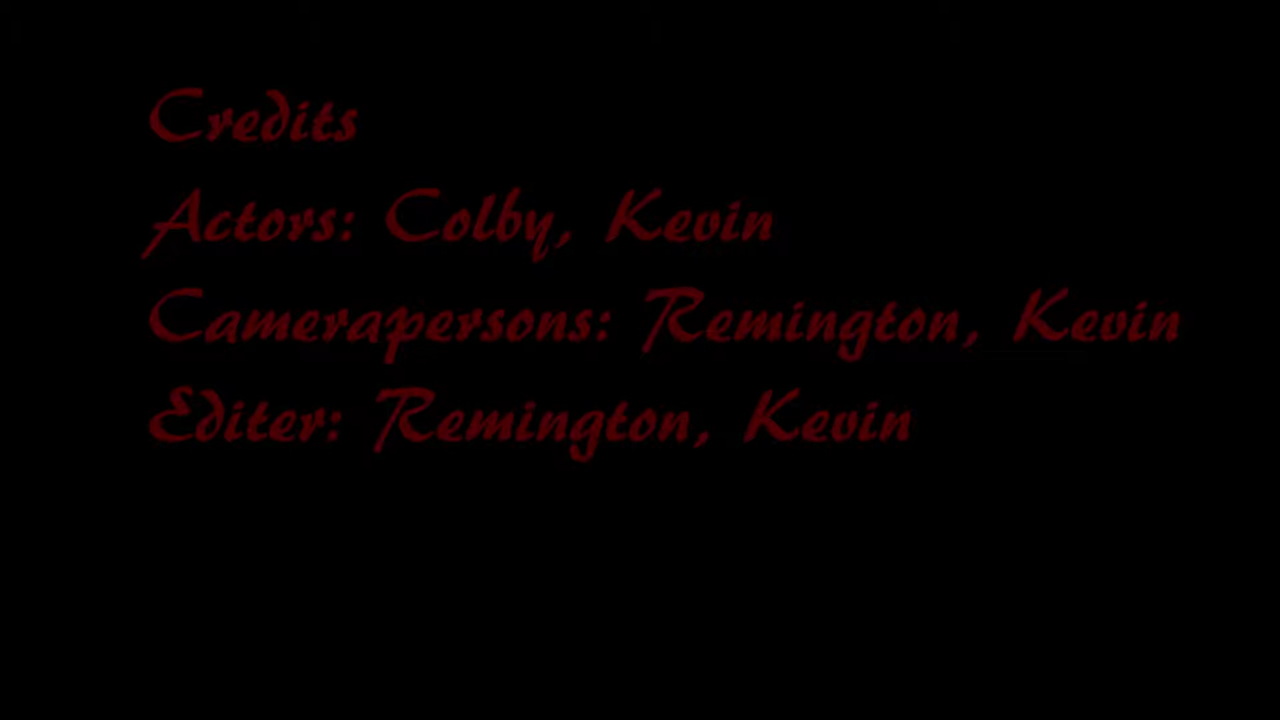 Credits
Actors: Colby, Kevin
Camerapersons: Remington, Kevin
Editer: Remington, Kevin